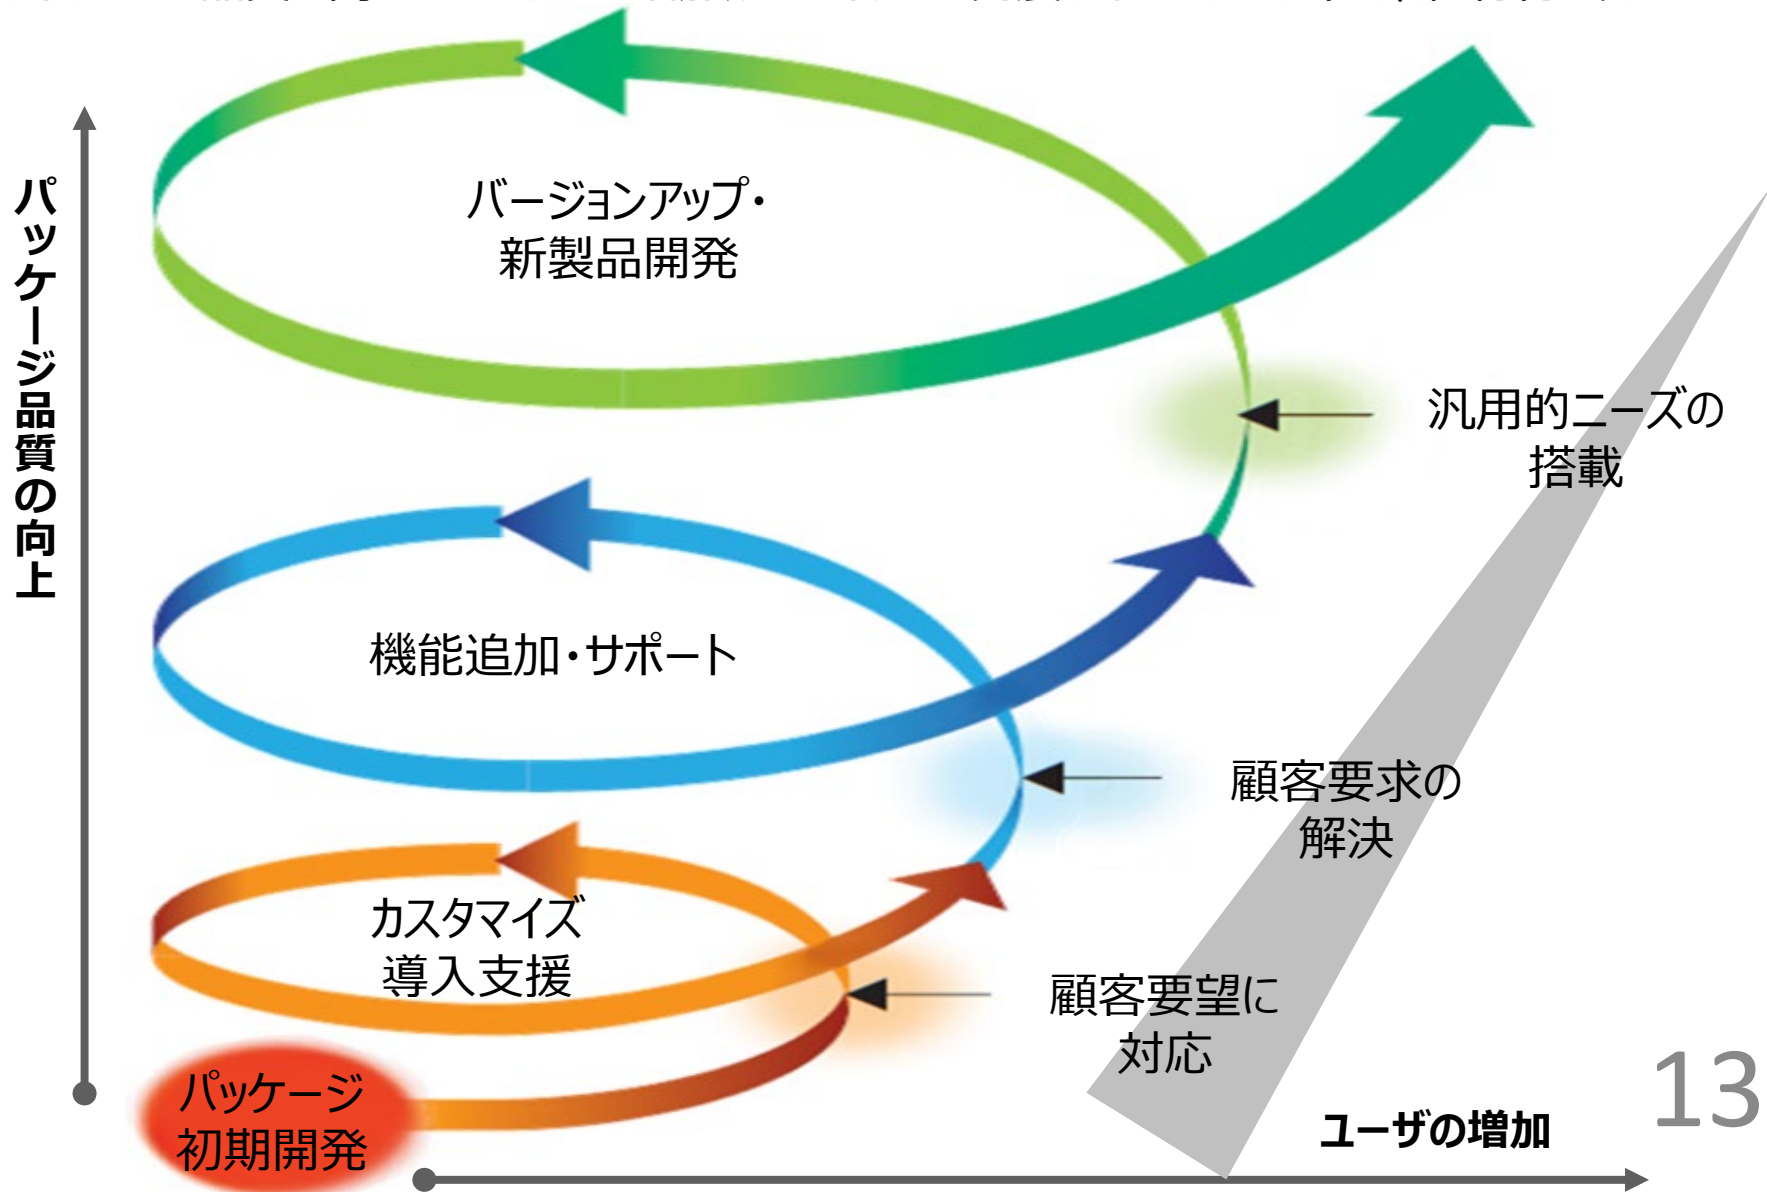 パッケージ品質の向上
バージョンアップ・
新製品開発
汎用的ニーズの
搭載
機能追加・サポート
顧客要求の
解決
カスタマイズ
導入支援
顧客要望に
対応
パッケージ
初期開発
ユーザの増加
13